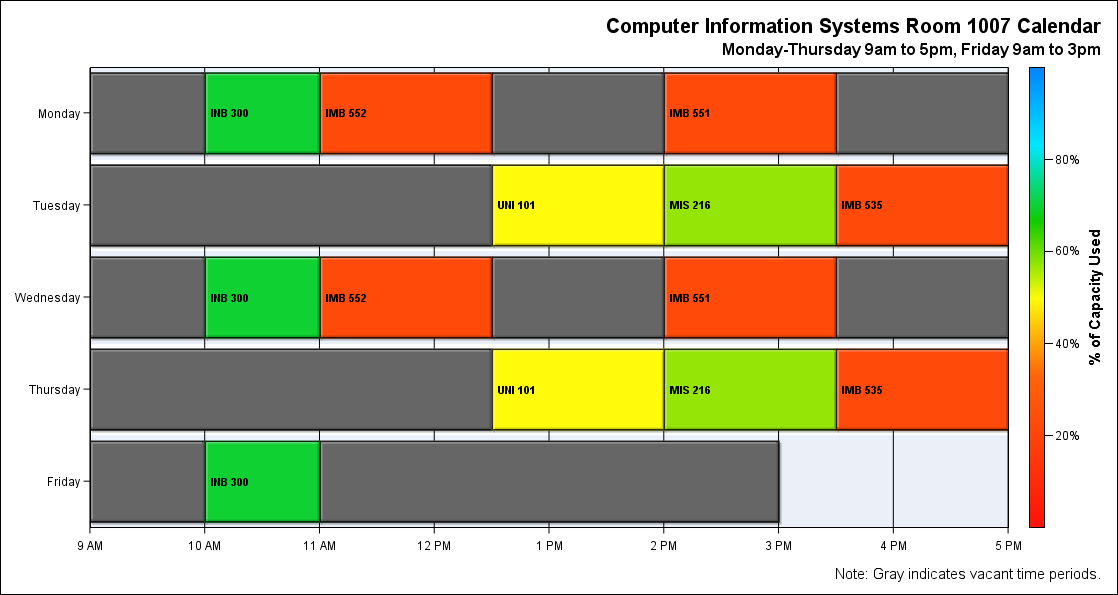 Computer Information Systems Room 1007 Calendar
Monday-Thursday 9am to 5pm, Friday 9am to 3pm
Monday
INB 300
IMB 552
IMB 551
Tuesday
UNI 101
MIS 216
IMB 535
Wednesday
INB 300
IMB 552
IMB 551
Thursday
UNI 101
MIS 216
IMB 535
Friday
INB 300
9 AM
10 AM
11 AM
12 PM
1 PM
2 PM
3 PM
4 PM
5 PM
80%
60%
40%
20%
% of Capacity Used
Note: Gray indicates vacant time periods.